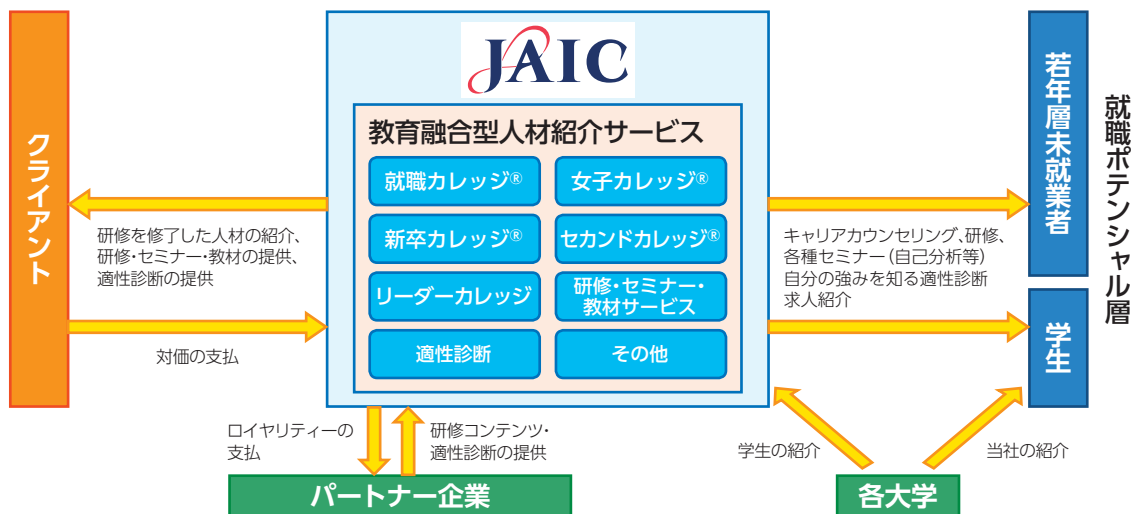 JAIC
教育融合型人材紹介サービス
就職カレッジ®
女子カレッジ®
新卒カレッジ®
セカンドカレッジ®
リーダーカレッジ
研修・セミナー・
教材サービス
適性診断
その他
クライアント
研修を修了した人材の紹介、
研修・セミナー・教材の提供、
適性診断の提供
対価の支払
キャリアカウンセリング、研修、
各種セミナー(自己分析等)
自分の強みを知る適性診断
求人紹介
若年層未就業者
学生
就職ポテンシャル層
ロイヤリティーの
支払
研修コンテンツ・
適性診断の提供
パートナー企業
学生の紹介
当社の紹介
各大学